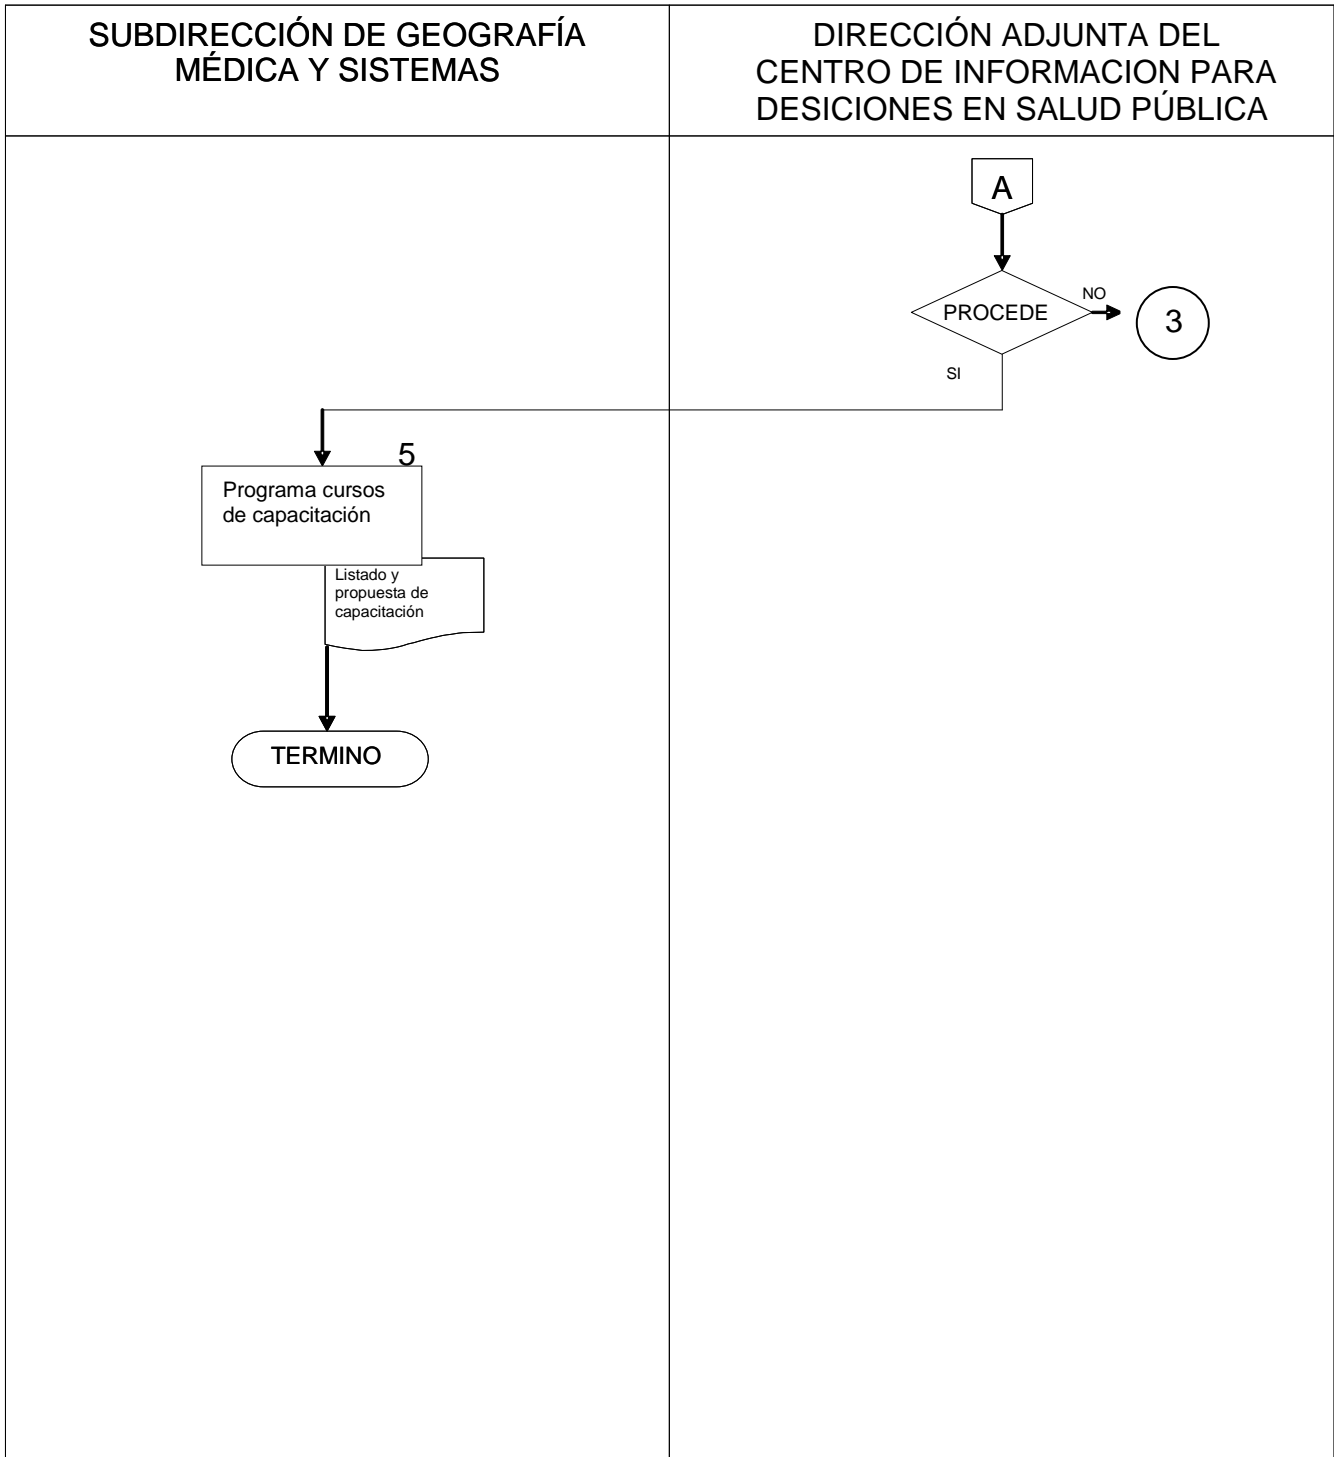 SUBDIRECCIÓN DE GEOGRAFÍA
MÉDICA Y SISTEMAS
DIRECCIÓN ADJUNTA DEL
CENTRO DE INFORMACION PARA
DESICIONES EN SALUD PÚBLICA
A
PROCEDE
NO
3
SI
5
Programa cursos
de capacitación
Listado y
propuesta de
capacitación
TERMINO